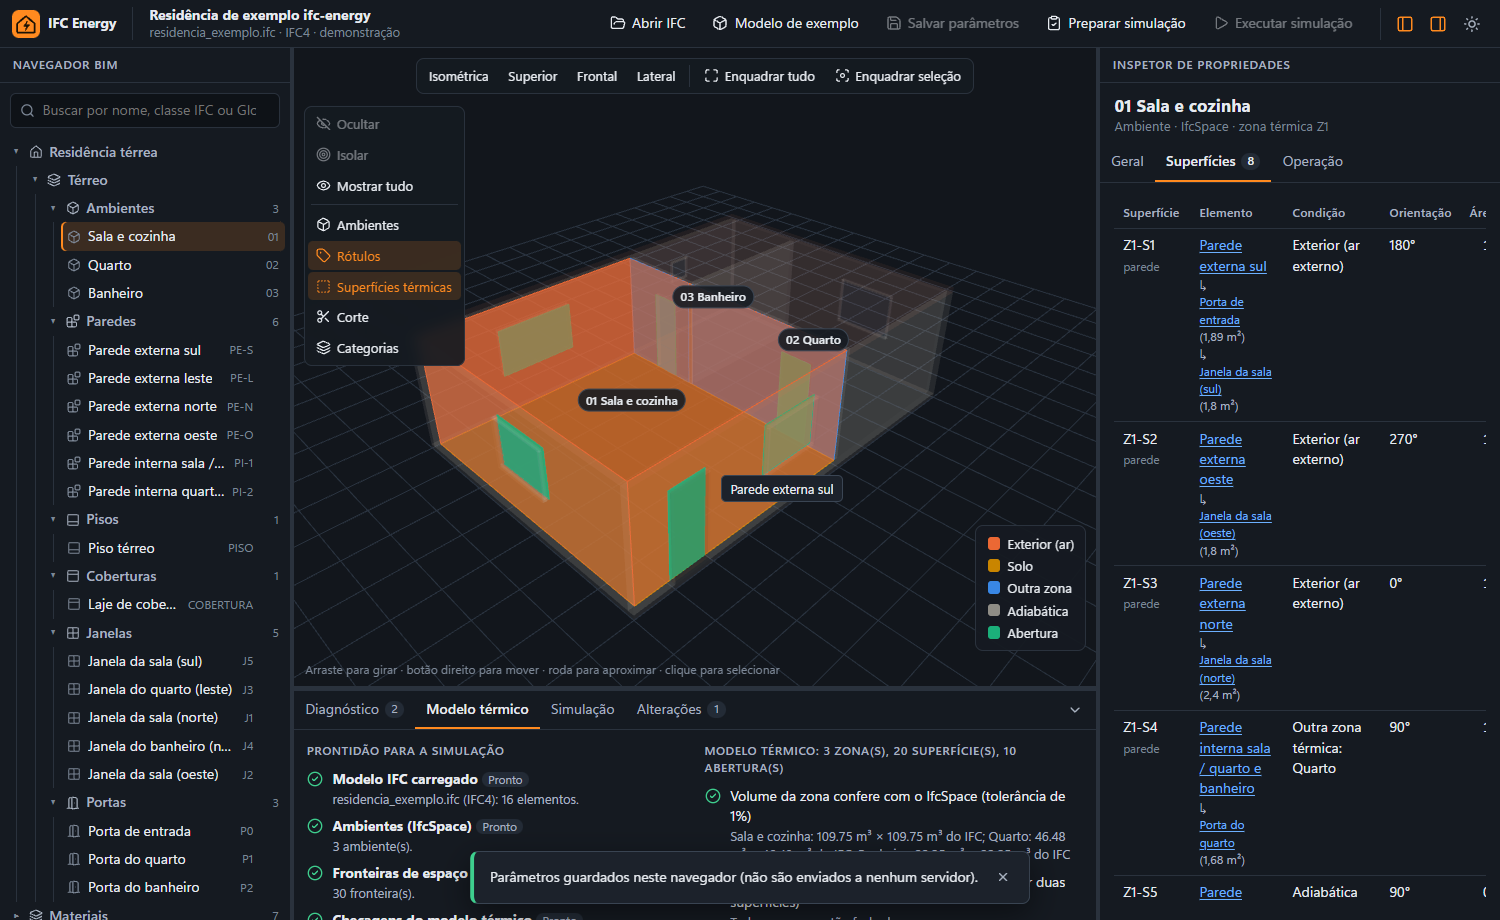 IFC Energy
Residência de exemplo ifc-energy
residencia_exemplo.ifc · IFC4 · demonstração
Abrir IFC
Modelo de exemplo
Salvar parâmetros
Preparar simulação
Executar simulação
NAVEGADOR BIM
Buscar por nome, classe IFC ou Glc
Residência térrea
Térreo
Ambientes 3
Sala e cozinha 01
Quarto 02
Banheiro 03
Paredes 6
Parede externa sul PE-S
Parede externa leste PE-L
Parede externa norte PE-N
Parede externa oeste PE-O
Parede interna sala /... PI-1
Parede interna quart... PI-2
Pisos 1
Piso térreo PISO
Coberturas 1
Laje de cobe... COBERTURA
Janelas 5
Janela da sala (sul) J5
Janela do quarto (leste) J3
Janela da sala (norte) J1
Janela do banheiro (n... J4
Janela da sala (oeste) J2
Portas 3
Porta de entrada P0
Porta do quarto P1
Porta do banheiro P2
Materiais 7
Isométrica
Superior
Frontal
Lateral
Enquadrar tudo
Enquadrar seleção
Ocultar
Isolar
Mostrar tudo
Ambientes
Rótulos
Superfícies térmicas
Corte
Categorias
03 Banheiro
02 Quarto
01 Sala e cozinha
Parede externa sul
Exterior (ar)
Solo
Outra zona
Adiabática
Abertura
Arraste para girar · botão direito para mover · roda para aproximar · clique para selecionar
Diagnóstico 2
Modelo térmico
Simulação
Alterações 1
PRONTIDÃO PARA A SIMULAÇÃO
Modelo IFC carregado Pronto
residencia_exemplo.ifc (IFC4): 16 elementos.
Ambientes (IfcSpace) Pronto
3 ambiente(s).
Fronteiras de espaço
30 fronteira(s).
Checagens do modelo térmico Pronto
MODELO TÉRMICO: 3 ZONA(S), 20 SUPERFÍCIE(S), 10
ABERTURA(S)
Volume da zona confere com o IfcSpace (tolerância de
1%)
Sala e cozinha: 109.75 m³ × 109.75 m³ do IFC; Quarto: 46.48
do IFC
duas
Parâmetros guardados neste navegador (não são enviados a nenhum servidor).
INSPETOR DE PROPRIEDADES
01 Sala e cozinha
Ambiente · IfcSpace · zona térmica Z1
Geral
Superfícies 8
Operação
Superfície Elemento Condição Orientação
Z1-S1 Parede Exterior (ar 180°
parede externa sul externo)
↳
Porta de
entrada
(1,89 m²)
↳
Janela da sala
(sul)
(1,8 m²)
Z1-S2 Parede Exterior (ar 270°
parede externa externo)
oeste
↳
Janela da sala
(oeste)
(1,8 m²)
Z1-S3 Parede Exterior (ar 0°
parede externa externo)
norte
↳
Janela da sala
(norte)
(2,4 m²)
Z1-S4 Parede Outra zona 90°
parede interna sala térmica:
/ quarto e Quarto
banheiro
↳
Porta do
quarto
(1,68 m²)
Z1-S5 Parede Adiabática 90°